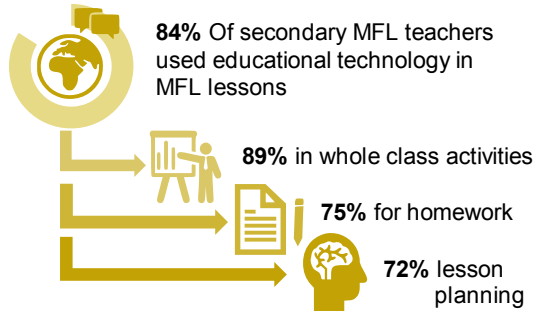 84% Of secondary MFL teachers
used educational technology in
MFL lessons
89% in whole class activities
75% for homework
72% lesson
planning